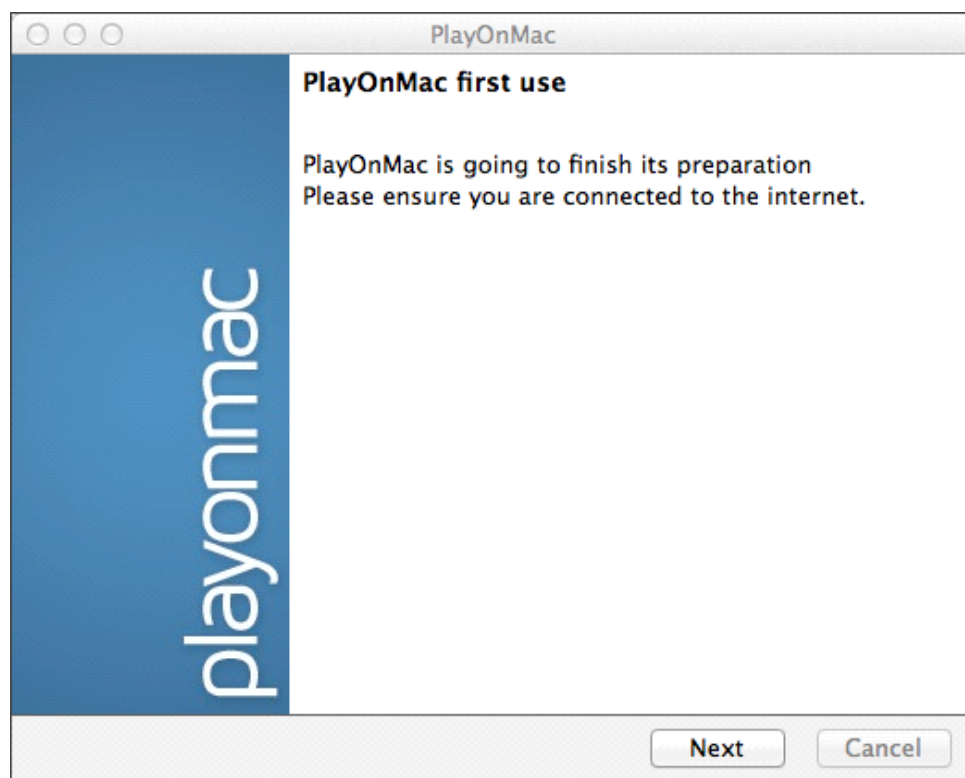 PlayOnMac
PlayOnMac first use
PlayOnMac is going to finish its preparation
Please ensure you are connected to the internet.
playonmac
Next
Cancel